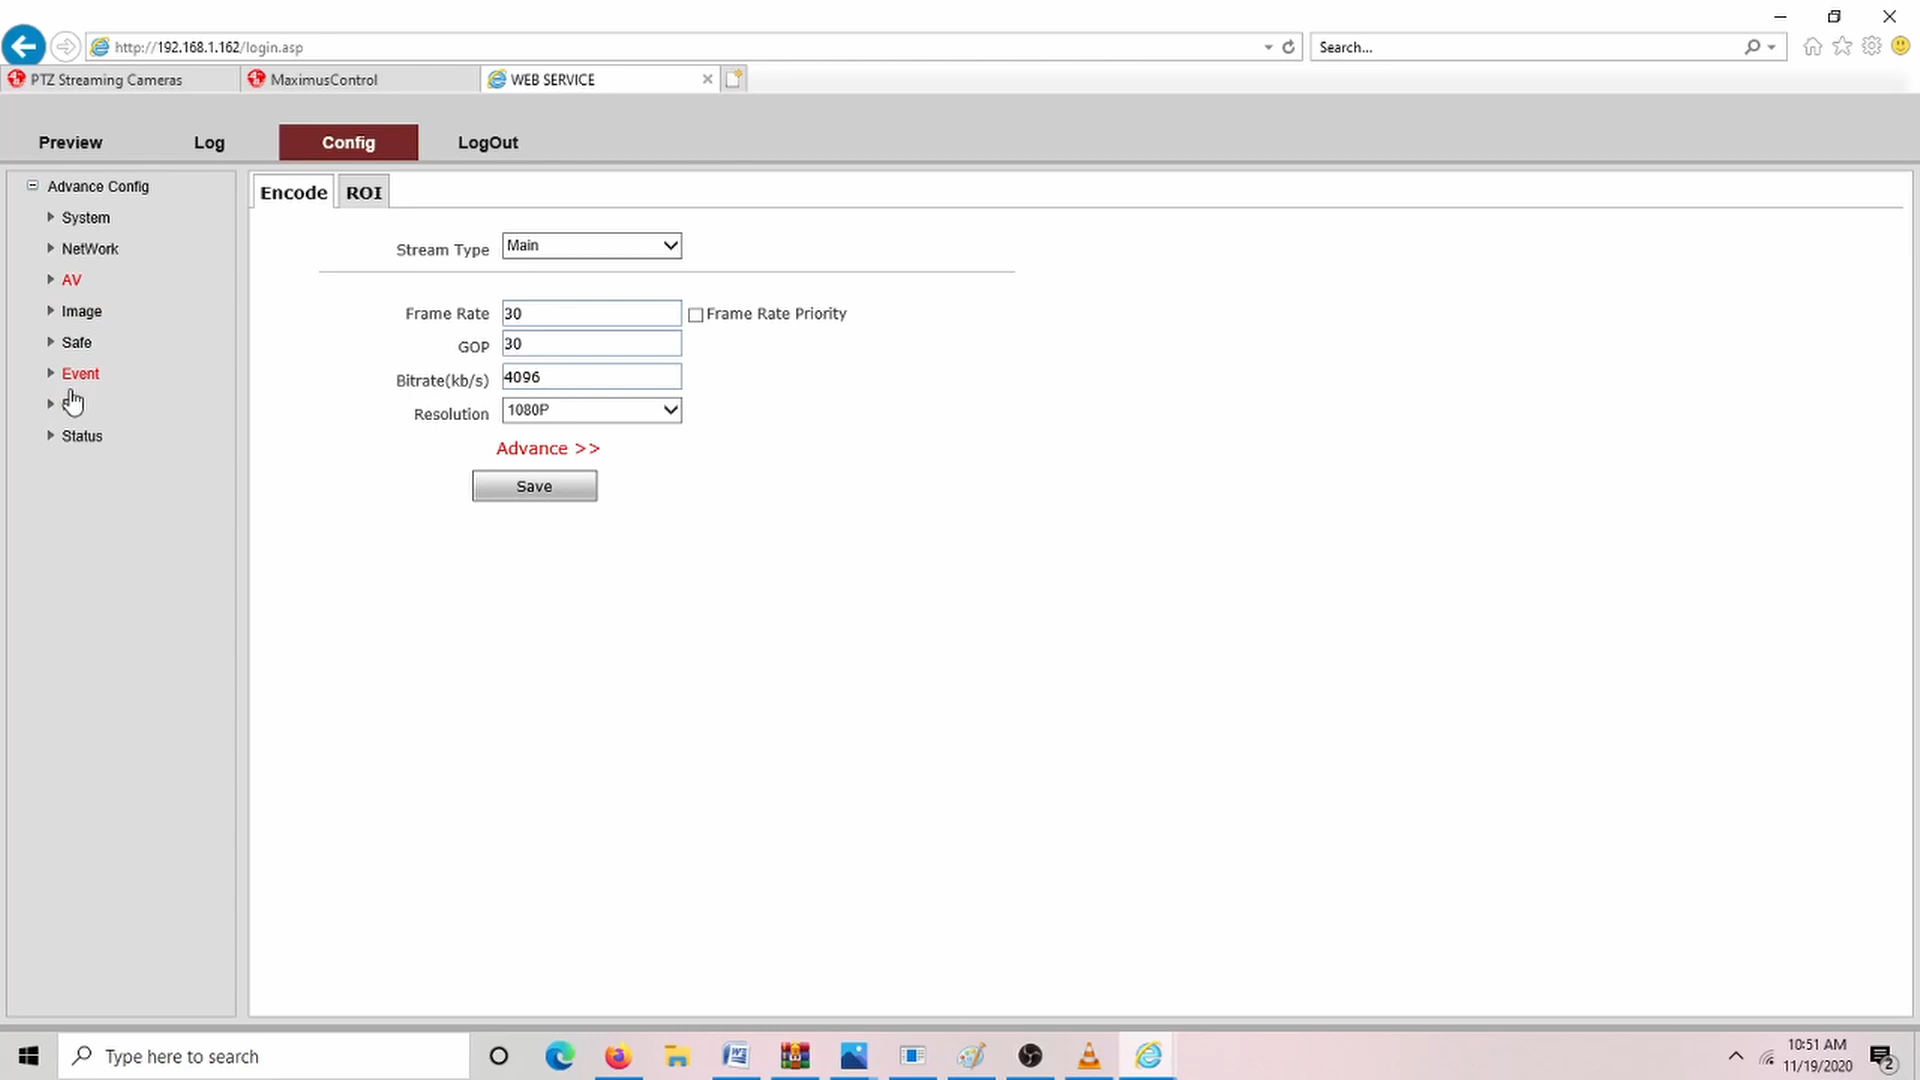 http://192.168.1.162/login.asp
Search...
PTZ Streaming Cameras
MaximusControl
WEB SERVICE
Preview
Log
Config
LogOut
Advance Config
System
NetWork
AV
Image
Safe
Event
Status
Encode
ROI
Stream Type
Main
Frame Rate
30
Frame Rate Priority
GOP
30
Bitrate(kb/s)
4096
Resolution
1080P
Advance >>
Save
Type here to search
10:51 AM
11/19/2020
2